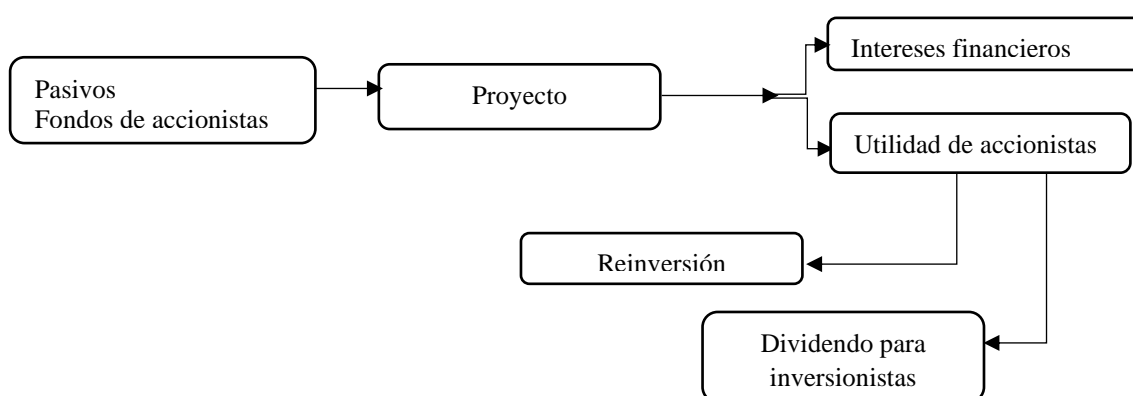 Pasivos
Fondos de accionistas
Proyecto
Intereses financieros
Utilidad de accionistas
Reinversión
Dividendo para
inversionistas